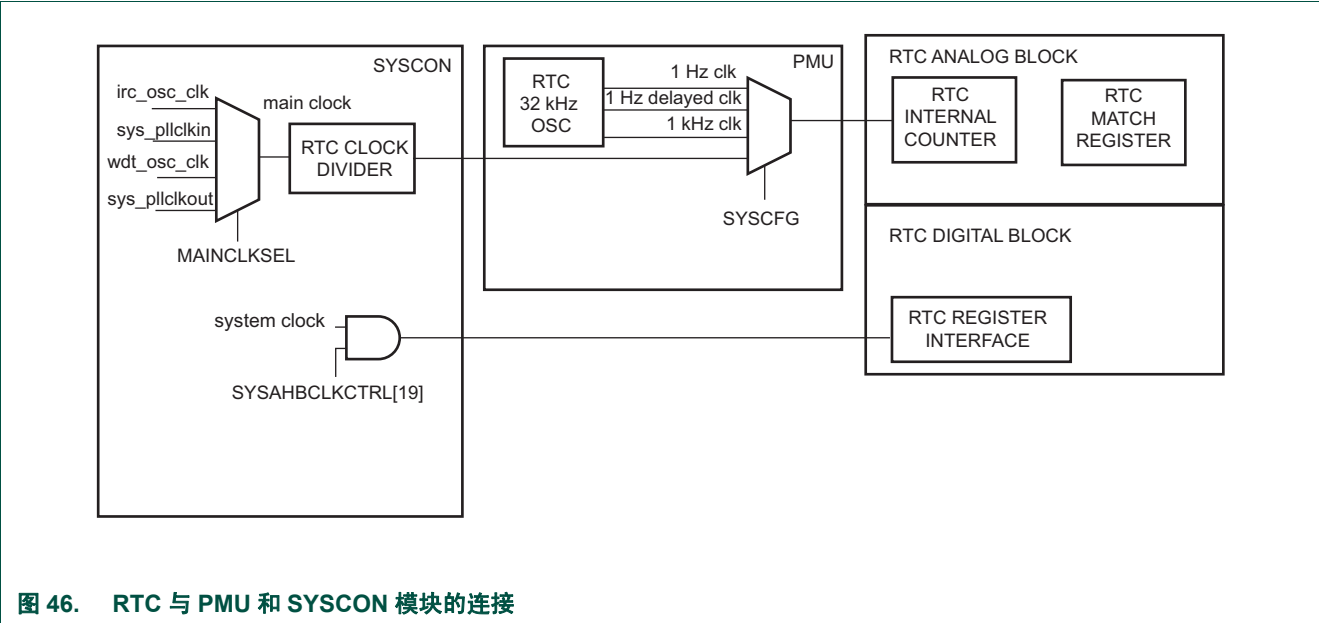 SYSCON
irc_osc_clk
sys_pllclkin
wdt_osc_clk
sys_pllclkout
main clock
RTC CLOCK
DIVIDER
MAINCLKSEL
system clock
SYSAHBCLKCTRL[19]
PMU
RTC
32 kHz
OSC
1 Hz clk
1 Hz delayed clk
1 kHz clk
SYSCFG
RTC ANALOG BLOCK
RTC
INTERNAL
COUNTER
RTC
MATCH
REGISTER
RTC DIGITAL BLOCK
RTC REGISTER
INTERFACE
图 46. RTC 与 PMU 和 SYSCON 模块的连接